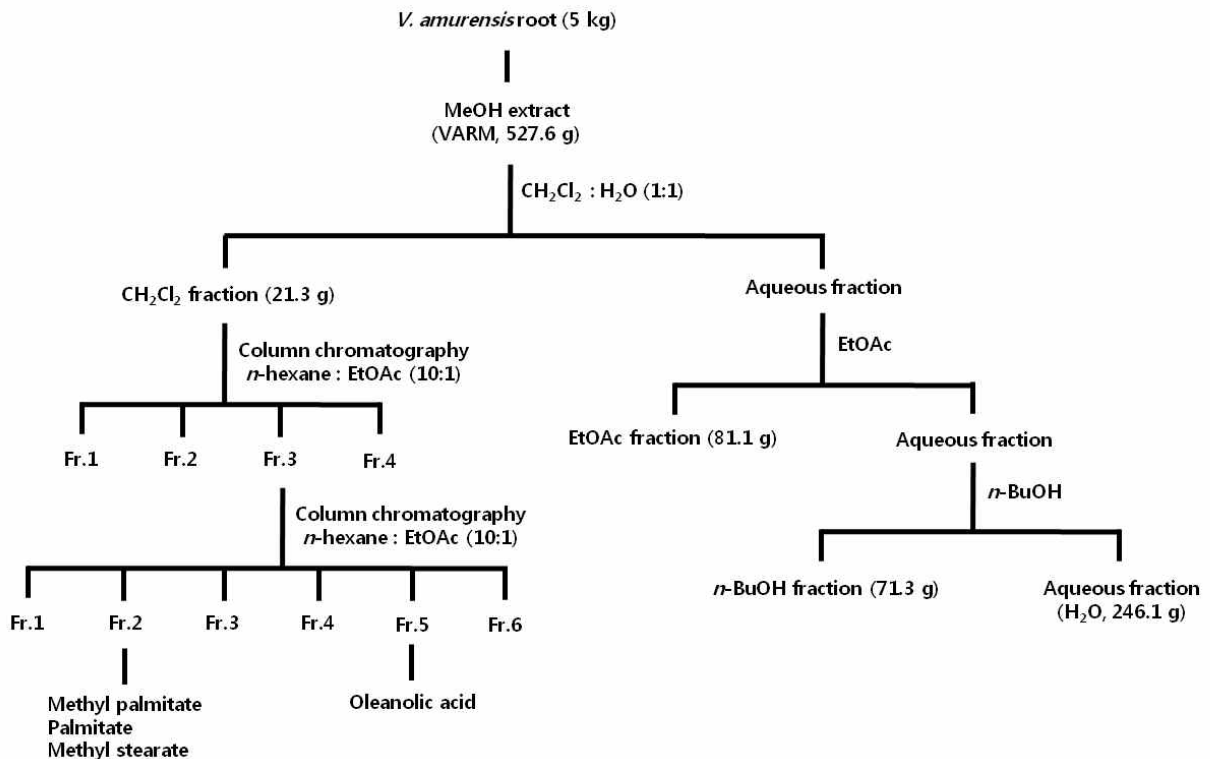 V. amurensis root (5 kg)
MeOH extract
(VARM, 527.6 g)
CH₂Cl₂ : H₂O (1:1)
CH₂Cl₂ fraction (21.3 g)
Aqueous fraction
Column chromatography
n-hexane : EtOAc (10:1)
EtOAc
Fr.1
Fr.2
Fr.3
Fr.4
EtOAc fraction (81.1 g)
Aqueous fraction
Column chromatography
n-hexane : EtOAc (10:1)
n-BuOH
Fr.1
Fr.2
Fr.3
Fr.4
Fr.5
Fr.6
n-BuOH fraction (71.3 g)
Aqueous fraction
(H₂O, 246.1 g)
Methyl palmitate
Palmitate
Methyl stearate
Oleanolic acid